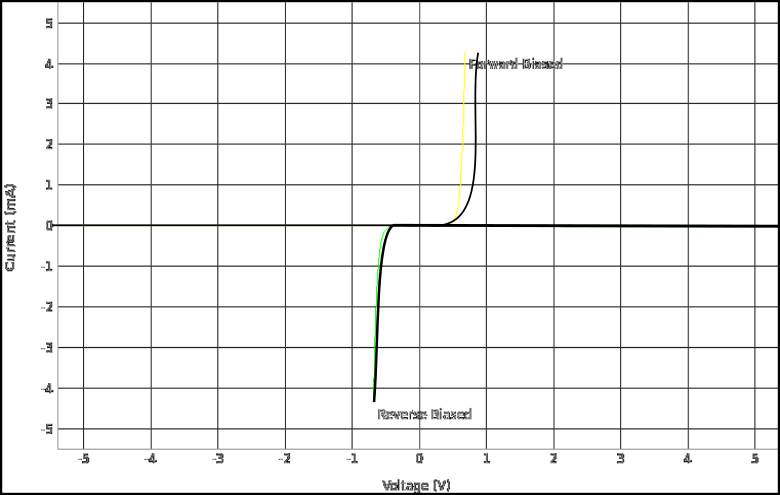 5
4
Forward Biased
3
2
1
0
Current (mA)
-1
-2
-3
-4
Reverse Biased
-5
-5 -4 -3 -2 -1 0 1 2 3 4 5
Voltage (V)